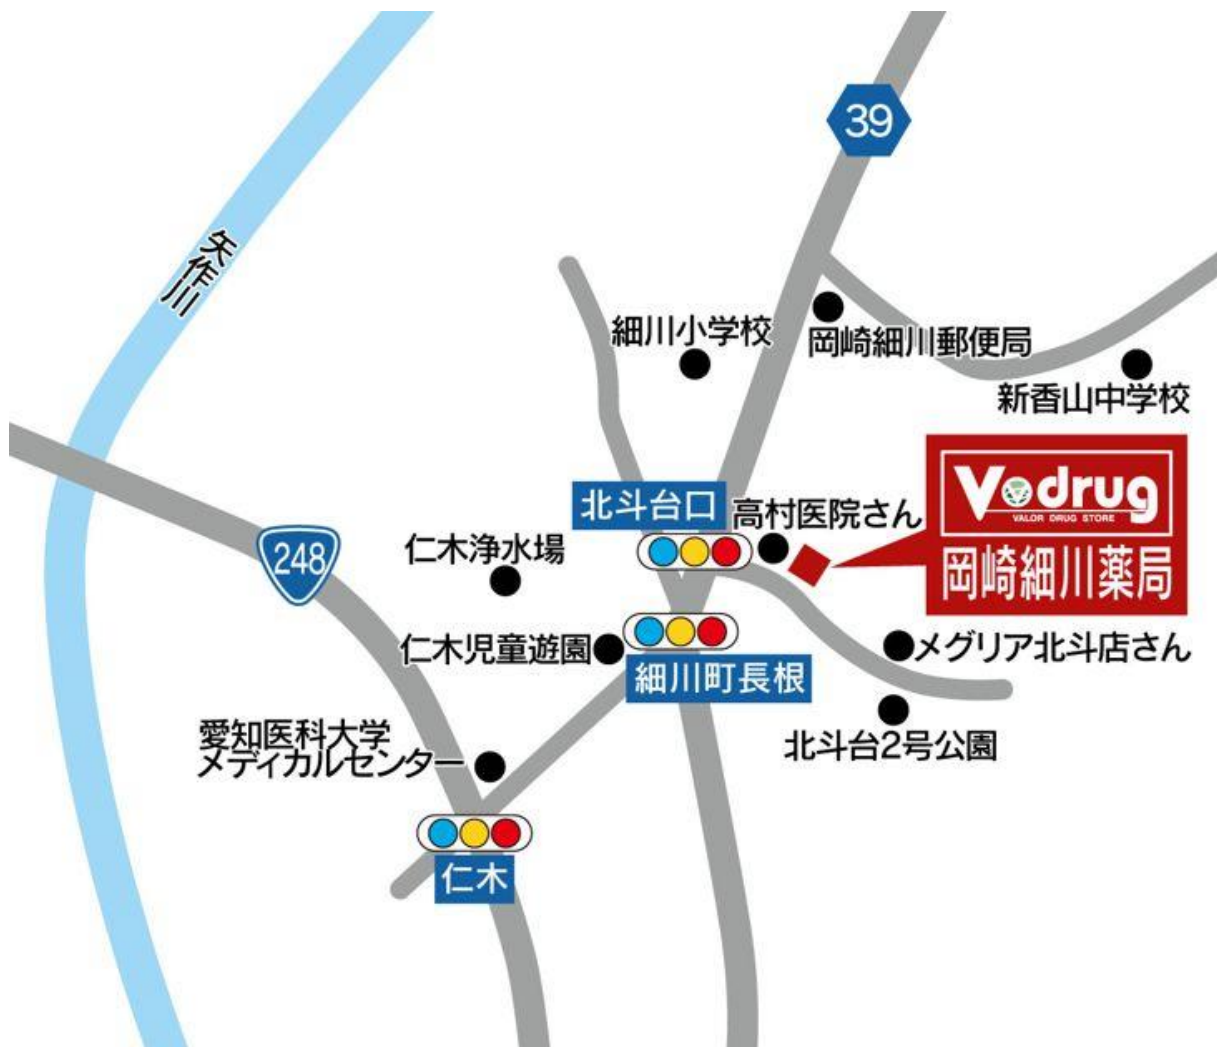 39
矢作川
細川小学校
岡崎細川郵便局
新香山中学校
V drug
VALOR DRUG STORE
岡崎細川薬局
北斗台口
高村医院さん
248
仁木浄水場
仁木児童遊園
細川町長根
メグリア北斗店さん
北斗台2号公園
愛知医科大学
メディカルセンター
仁木